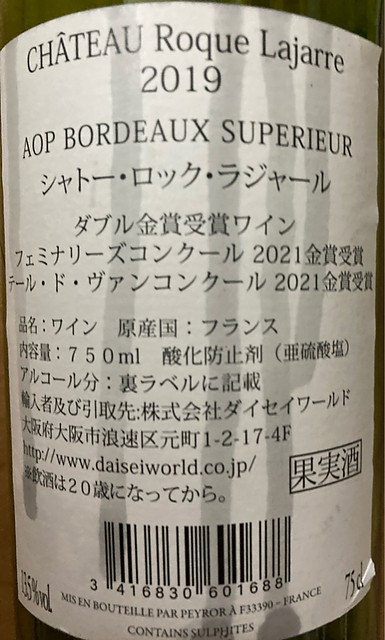 CHÂTEAU Roque Lajarre
2019
AOP BORDEAUX SUPERIEUR
シャトー・ロック・ラジャール
ダブル金賞受賞ワイン
フェミナリーズコンクール 2021金賞受賞
テール・ド・ヴァンコンクール 2021金賞受賞
品名：ワイン 原産国：フランス
内容量：７５０ml 酸化防止剤（亜硫酸塩）
アルコール分：裏ラベルに記載
輸入者及び引取先:株式会社ダイセイワールド
大阪府大阪市浪速区元町1-2-17-4F
http://www.daiseiworld.co.jp/
※飲酒は２０歳になってから。
果実酒
3 416830 601688
13.5%vol. 75 cl
MIS EN BOUTEILLE PAR PEYROR À F33390 - FRANCE
CONTAINS SULPHITES